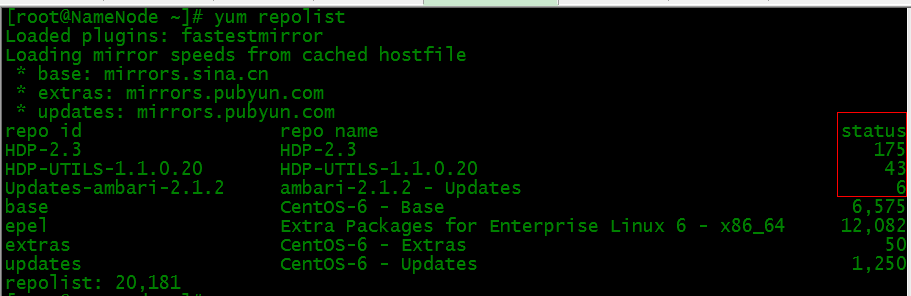 [root@NameNode ~]# yum repolist
Loaded plugins: fastestmirror
Loading mirror speeds from cached hostfile
 * base: mirrors.sina.cn
 * extras: mirrors.pubyun.com
 * updates: mirrors.pubyun.com
repo id repo name status
HDP-2.3 HDP-2.3 175
HDP-UTILS-1.1.0.20 HDP-UTILS-1.1.0.20 43
Updates-ambari-2.1.2 ambari-2.1.2 - Updates 6
base CentOS-6 - Base 6,575
epel Extra Packages for Enterprise Linux 6 - x86_64 12,082
extras CentOS-6 - Extras 50
updates CentOS-6 - Updates 1,250
repolist: 20,181